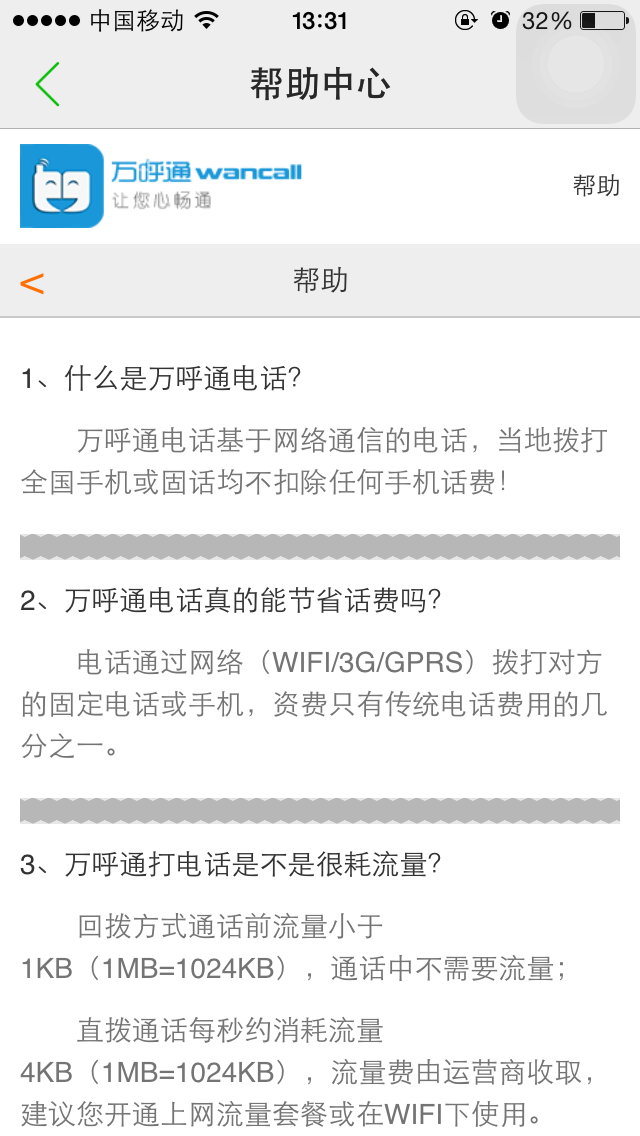 中国移动 13:31 32%
帮助中心
万呼通wancall
让您心畅通
帮助
< 帮助
1、什么是万呼通电话?
万呼通电话基于网络通信的电话，当地拨打
全国手机或固话均不扣除任何手机话费!
2、万呼通电话真的能节省话费吗?
电话通过网络（WIFI/3G/GPRS）拨打对方
的固定电话或手机，资费只有传统电话费用的几
分之一。
3、万呼通打电话是不是很耗流量?
回拨方式通话前流量小于
1KB（1MB=1024KB），通话中不需要流量；
直拨通话每秒约消耗流量
4KB（1MB=1024KB），流量费由运营商收取，
建议您开通上网流量套餐或在WIFI下使用。